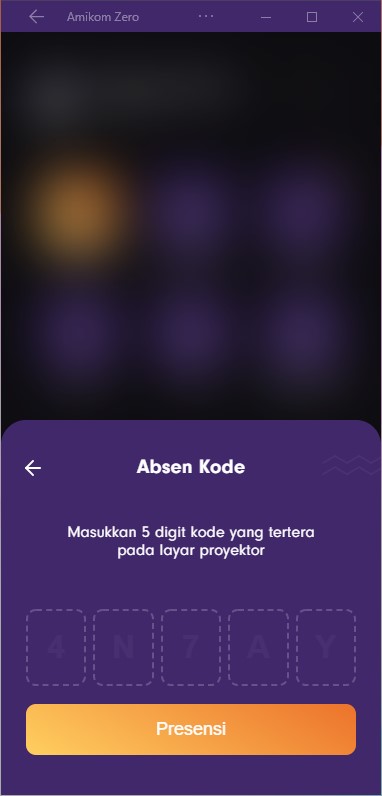 Amikom Zero
Absen Kode
Masukkan 5 digit kode yang tertera
pada layar proyektor
4 N 7 A Y
Presensi